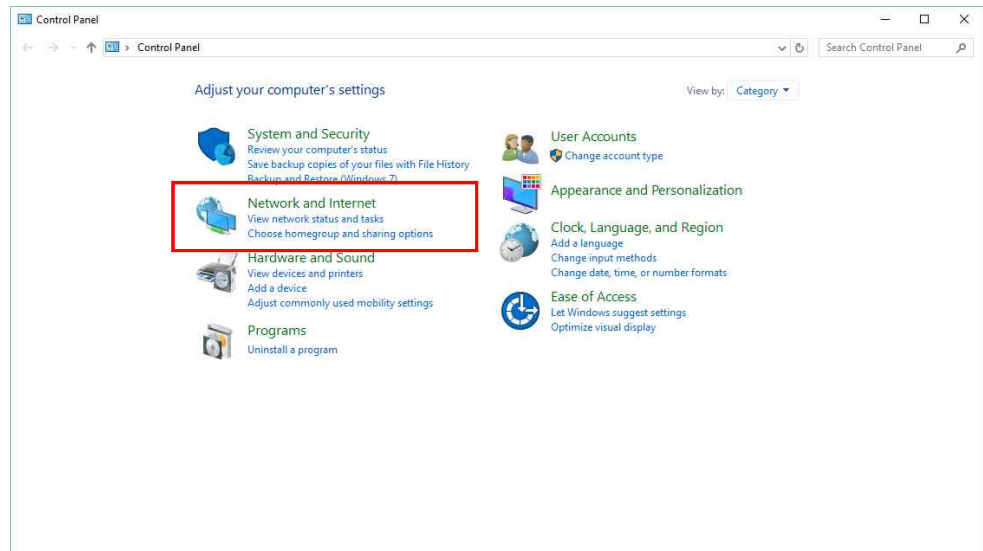 Control Panel
Control Panel
Search Control Panel
Adjust your computer's settings
View by: Category
System and Security
Review your computer's status
Save backup copies of your files with File History
Backup and Restore (Windows 7)
Network and Internet
View network status and tasks
Choose homegroup and sharing options
Hardware and Sound
View devices and printers
Add a device
Adjust commonly used mobility settings
Programs
Uninstall a program
User Accounts
Change account type
Appearance and Personalization
Clock, Language, and Region
Add a language
Change input methods
Change date, time, or number formats
Ease of Access
Let Windows suggest settings
Optimize visual display